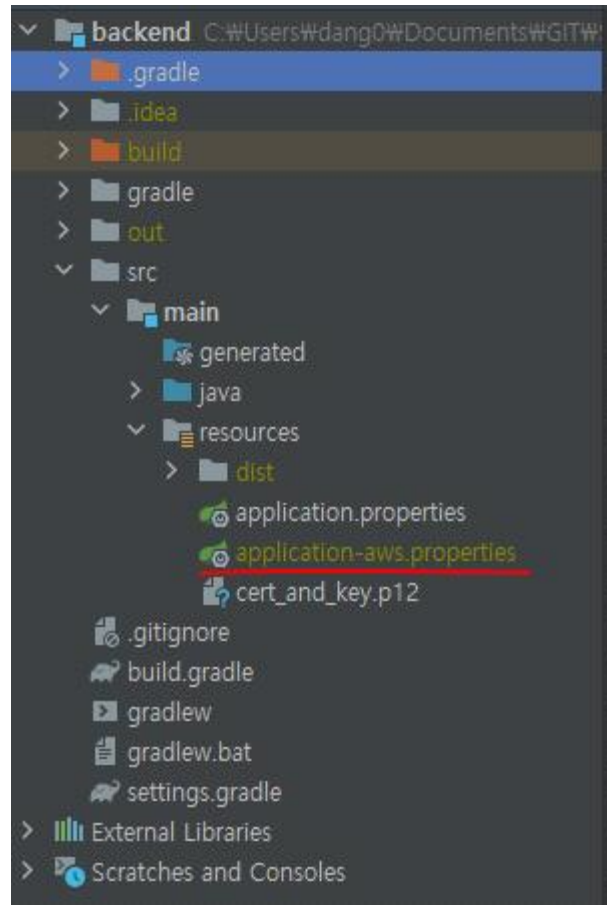 backend C:₩Users₩dang0₩Documents₩GIT₩
.gradle
.idea
build
gradle
out
src
main
generated
java
resources
dist
application.properties
application-aws.properties
cert_and_key.p12
.gitignore
build.gradle
gradlew
gradlew.bat
settings.gradle
External Libraries
Scratches and Consoles